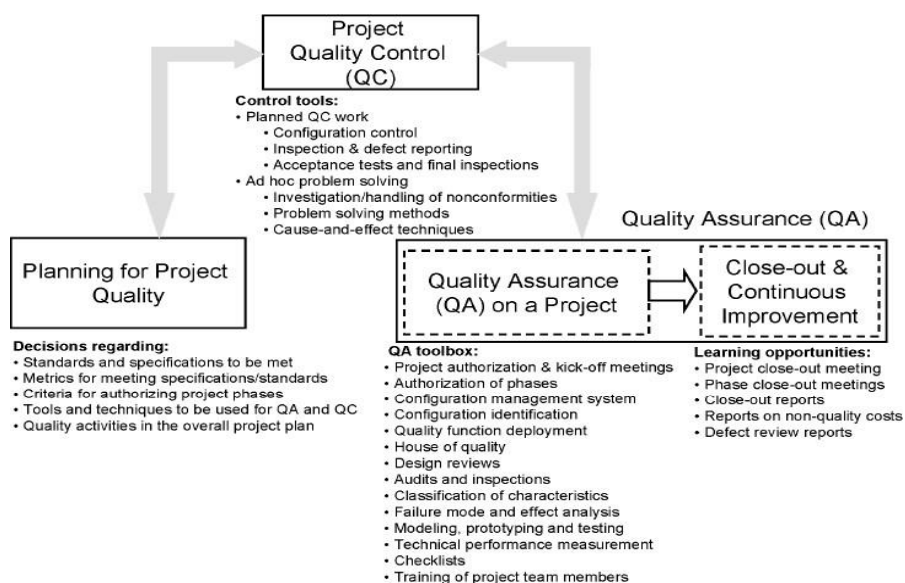 Project
Quality Control
(QC)
Control tools:
• Planned QC work
• Configuration control
• Inspection & defect reporting
• Acceptance tests and final inspections
• Ad hoc problem solving
• Investigation/handling of nonconformities
• Problem solving methods
• Cause-and-effect techniques
Quality Assurance (QA)
Planning for Project
Quality
Quality Assurance
(QA) on a Project
Close-out &
Continuous
Improvement
Decisions regarding:
• Standards and specifications to be met
• Metrics for meeting specifications/standards
• Criteria for authorizing project phases
• Tools and techniques to be used for QA and QC
• Quality activities in the overall project plan
QA toolbox:
• Project authorization & kick-off meetings
• Authorization of phases
• Configuration management system
• Configuration identification
• Quality function deployment
• House of quality
• Design reviews
• Audits and inspections
• Classification of characteristics
• Failure mode and effect analysis
• Modeling, prototyping and testing
• Technical performance measurement
• Checklists
• Training of project team members
Learning opportunities:
• Project close-out meeting
• Phase close-out meetings
• Close-out reports
• Reports on non-quality costs
• Defect review reports